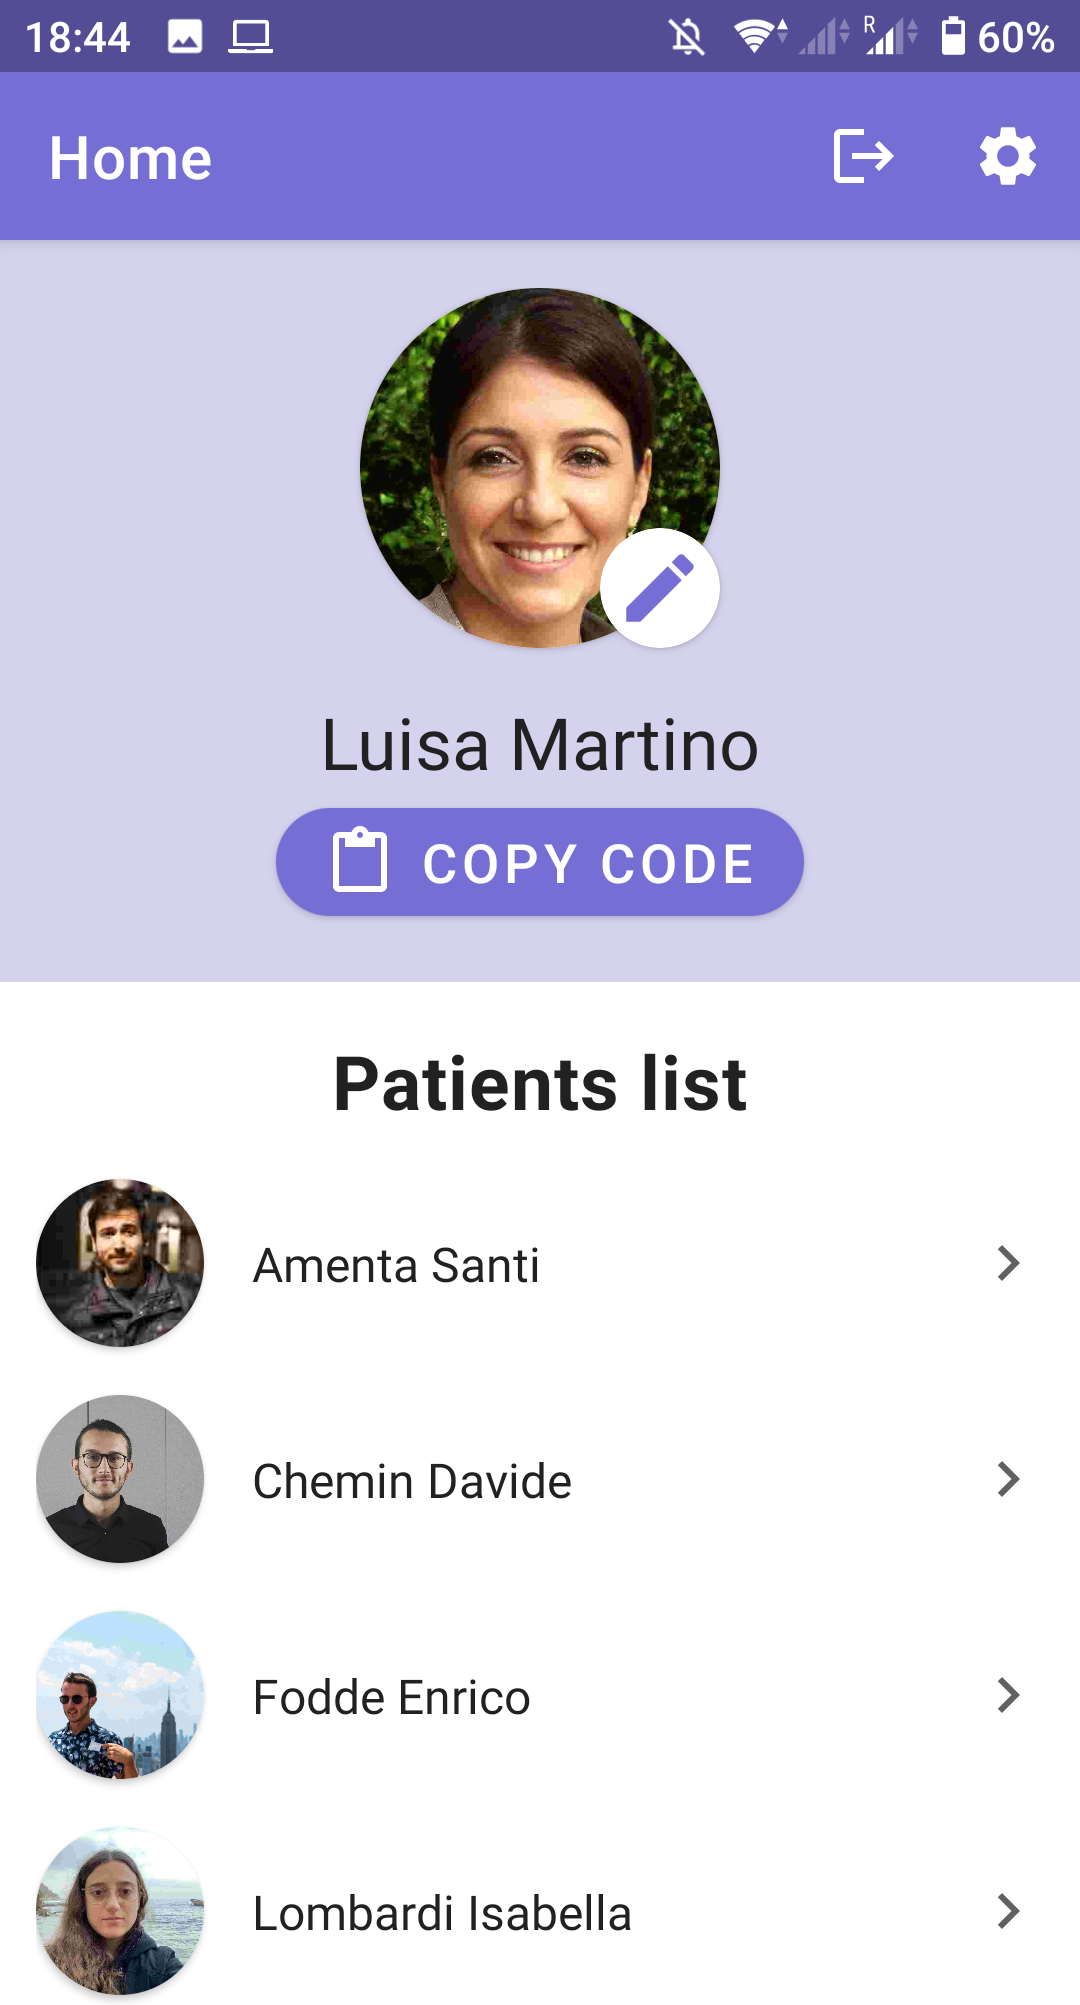 18:44
R
60%
Home
Luisa Martino
COPY CODE
Patients list
Amenta Santi
Chemin Davide
Fodde Enrico
Lombardi Isabella